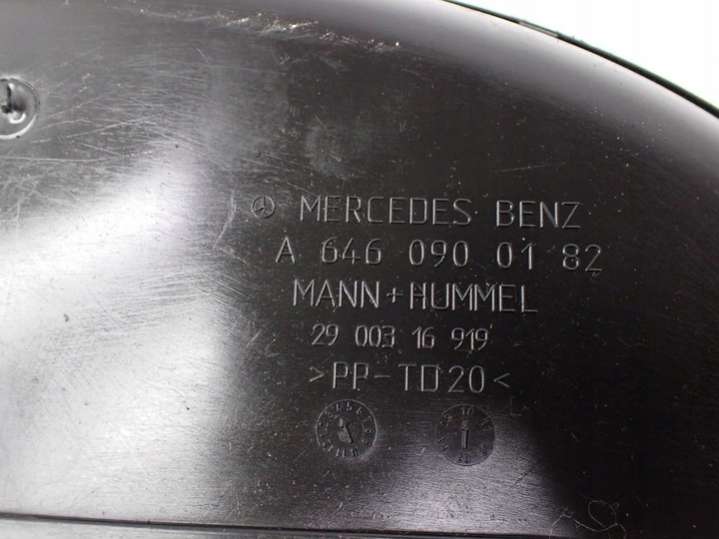 MERCEDES BENZ
A 646 090 01 82
MANN+HUMMEL
29 003 16 919
>PP-TD20<